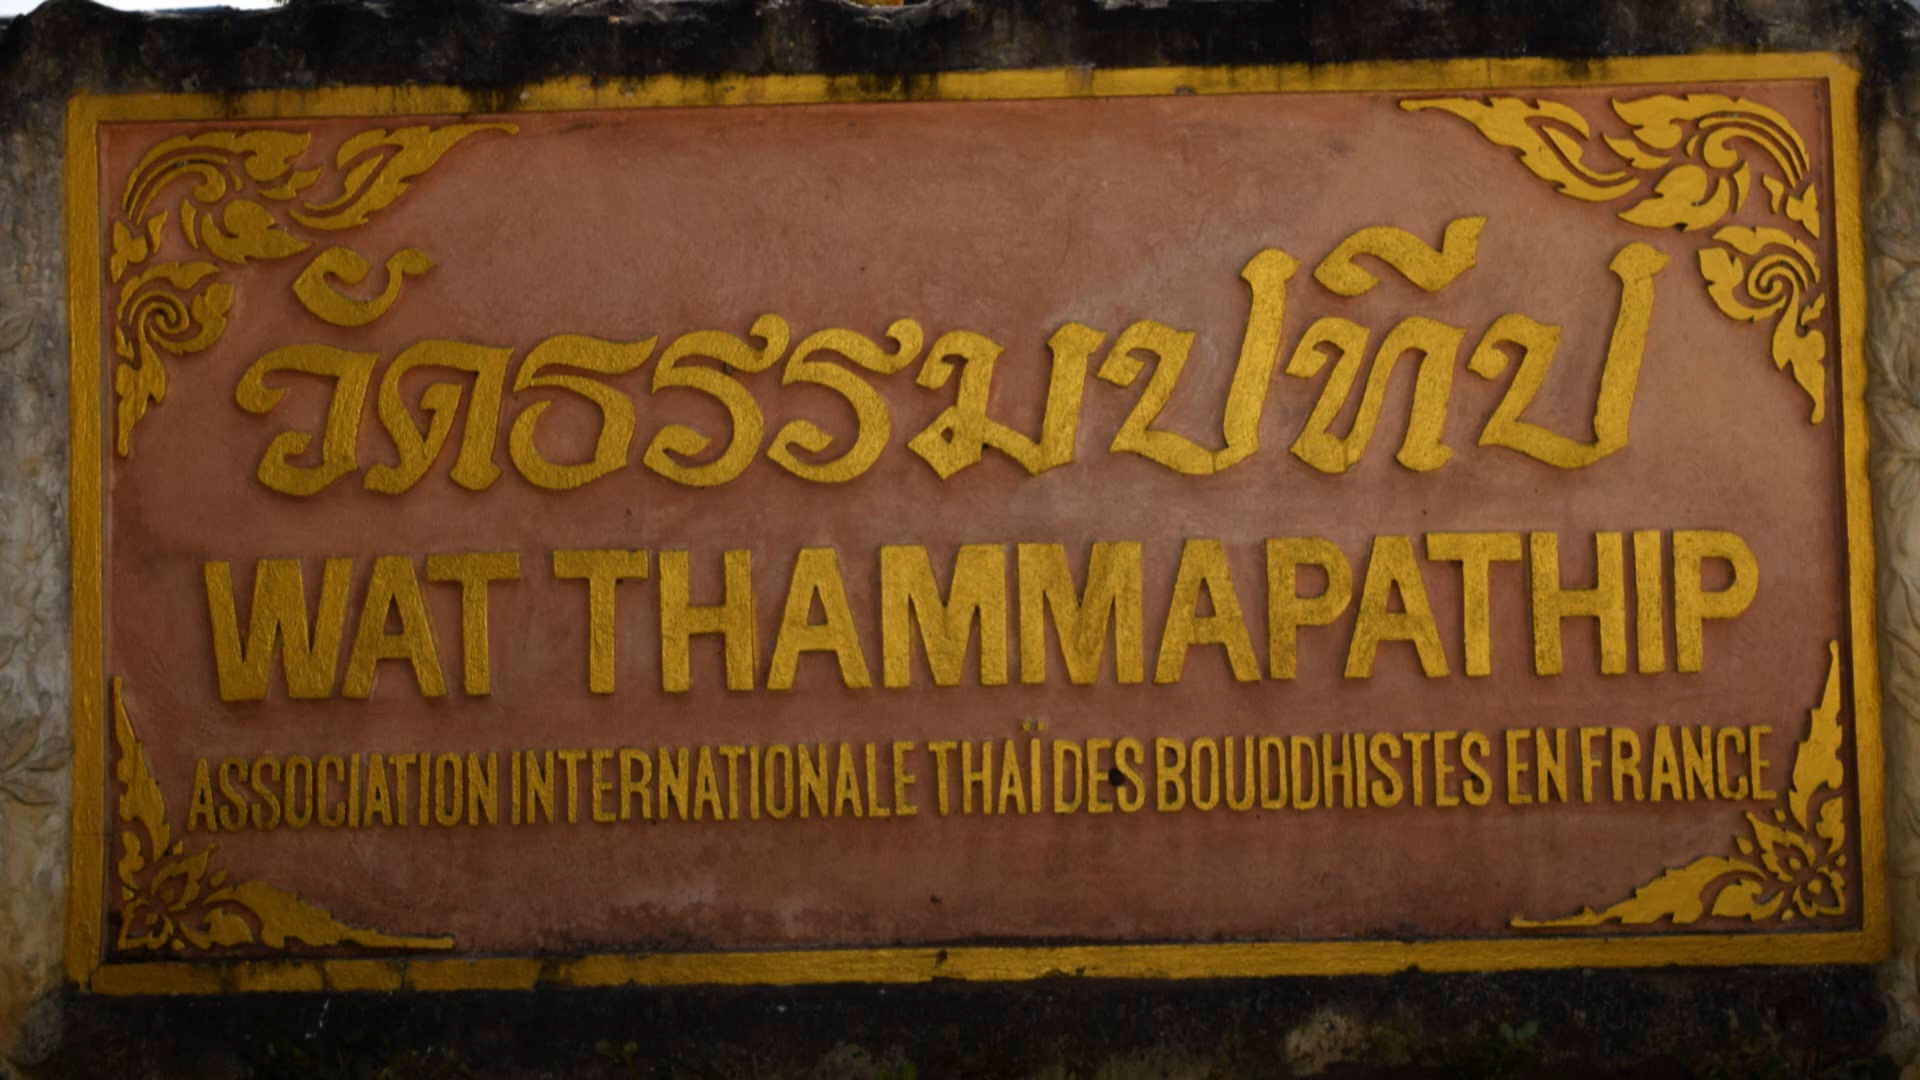 วัดธรรมปทีป
WAT THAMMAPATHIP
ASSOCIATION INTERNATIONALE THAÏ DES BOUDDHISTES EN FRANCE